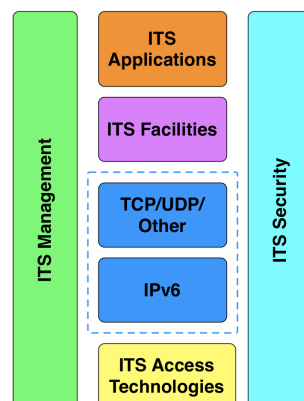 ITS Management
ITS
Applications
ITS Facilities
TCP/UDP/
Other
IPv6
ITS Access
Technologies
ITS Security